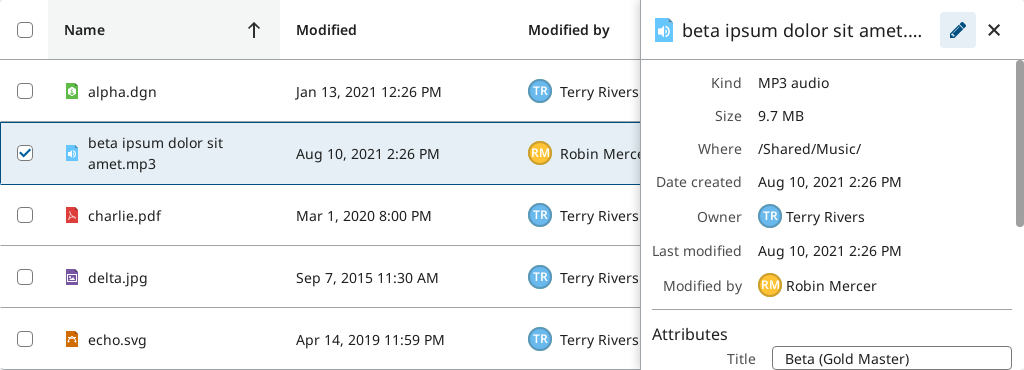 Name Modified Modified by
alpha.dgn Jan 13, 2021 12:26 PM TR Terry Rivers
beta ipsum dolor sit
amet.mp3 Aug 10, 2021 2:26 PM RM Robin Merce
charlie.pdf Mar 1, 2020 8:00 PM TR Terry Rivers
delta.jpg Sep 7, 2015 11:30 AM TR Terry Rivers
echo.svg Apr 14, 2019 11:59 PM TR Terry Rivers
beta ipsum dolor sit amet....
Kind MP3 audio
Size 9.7 MB
Where /Shared/Music/
Date created Aug 10, 2021 2:26 PM
Owner TR Terry Rivers
Last modified Aug 10, 2021 2:26 PM
Modified by RM Robin Mercer
Attributes
Title Beta (Gold Master)